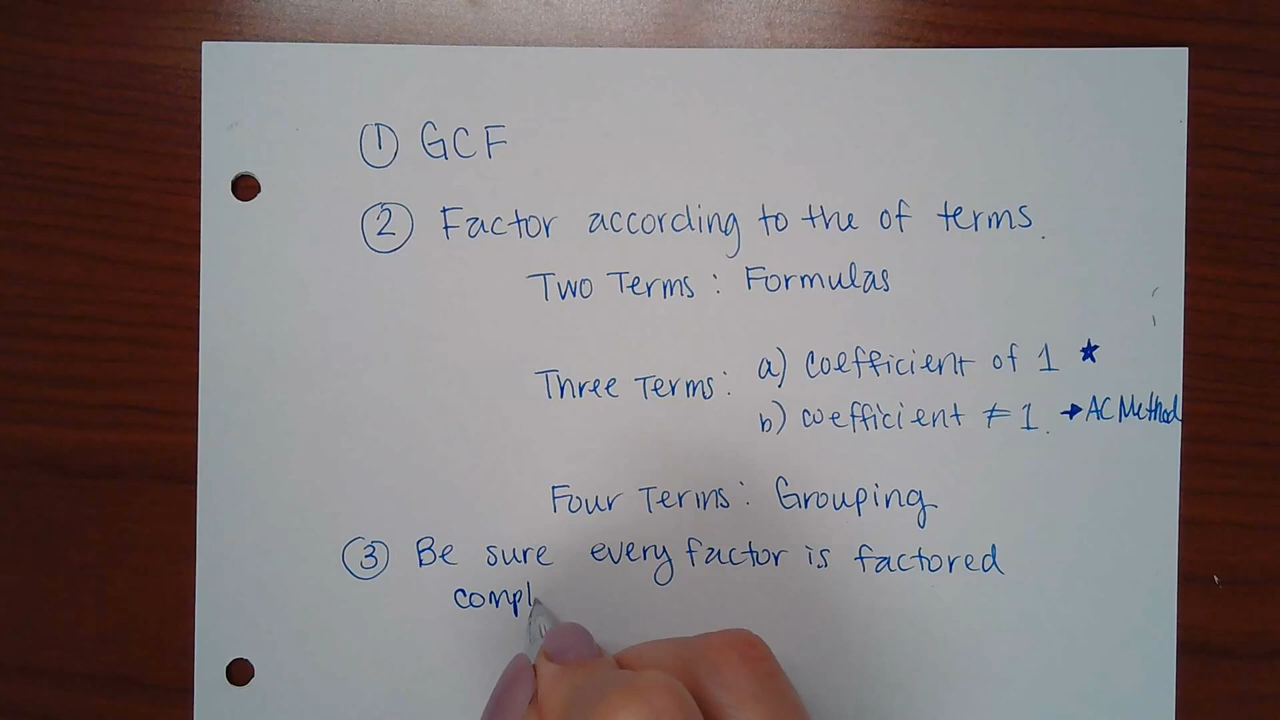 ① GCF
② Factor according to the of terms.
Two Terms: Formulas
Three Terms: a) coefficient of 1 ★
b) coefficient ≠ 1. → AC Method
Four Terms: Grouping
③ Be sure every factor is factored
compl